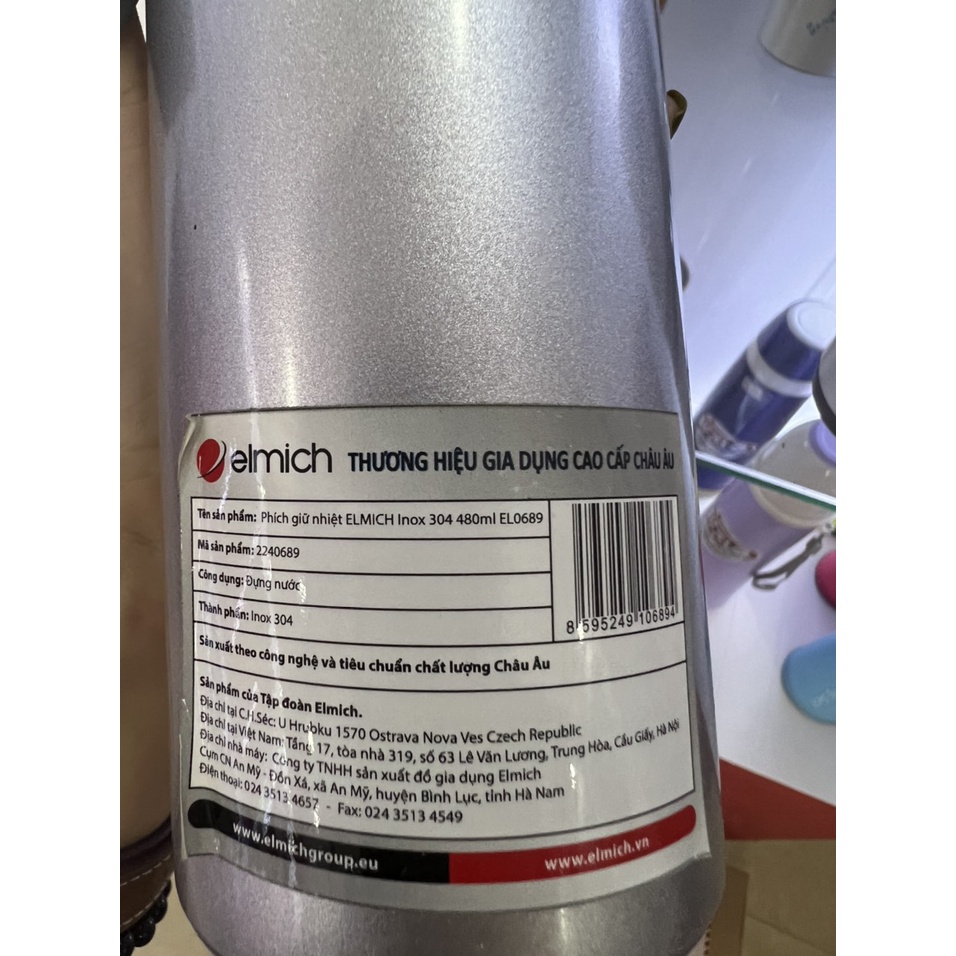 elmich THƯƠNG HIỆU GIA DỤNG CAO CẤP CHÂU ÂU
Tên sản phẩm: Phích giữ nhiệt ELMICH Inox 304 480ml EL0689
Mã sản phẩm: 2240689
Công dụng: Đựng nước
Thành phần: Inox 304
8 595249 106894
Sản xuất theo công nghệ và tiêu chuẩn chất lượng Châu Âu
Sản phẩm của Tập đoàn Elmich.
Địa chỉ tại C.H.Séc: U Hrubku 1570 Ostrava Nova Ves Czech Republic
Địa chỉ tại Việt Nam: Tầng 17, tòa nhà 319, số 63 Lê Văn Lương, Trung Hòa, Cầu Giấy, Hà Nội
Địa chỉ nhà máy: Công ty TNHH sản xuất đồ gia dụng Elmich
Cụm CN An Mỹ - Đồn Xá, xã An Mỹ, huyện Bình Lục, tỉnh Hà Nam
Điện thoại: 024 3513 4657 - Fax: 024 3513 4549
www.elmichgroup.eu
www.elmich.vn